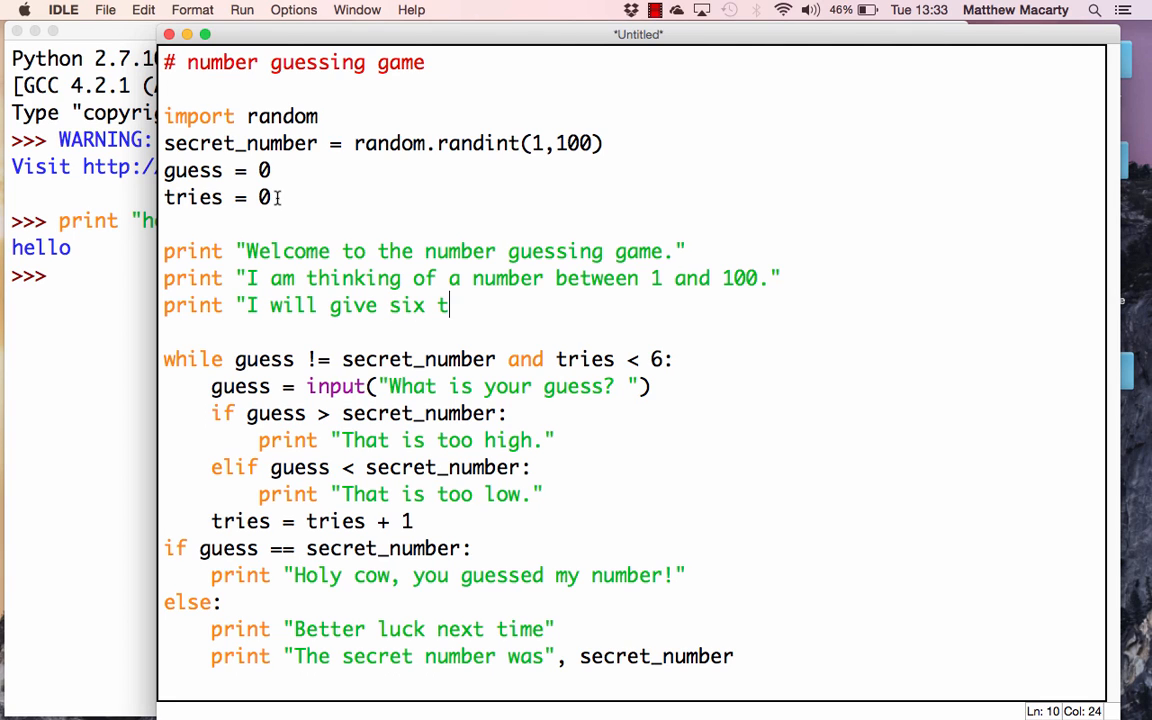 IDLE File Edit Format Run Options Window Help 46% Tue 13:33 Matthew Macarty
*Untitled*
Python 2.7.10
[GCC 4.2.1 (
Type "copyri
>>> WARNING:
Visit http:/
>>> print "h
hello
>>>
# number guessing game
import random
secret_number = random.randint(1,100)
guess = 0
tries = 0
print "Welcome to the number guessing game."
print "I am thinking of a number between 1 and 100."
print "I will give six t
while guess != secret_number and tries < 6:
    guess = input("What is your guess? ")
    if guess > secret_number:
        print "That is too high."
    elif guess < secret_number:
        print "That is too low."
    tries = tries + 1
if guess == secret_number:
    print "Holy cow, you guessed my number!"
else:
    print "Better luck next time"
    print "The secret number was", secret_number
Ln: 10 Col: 24